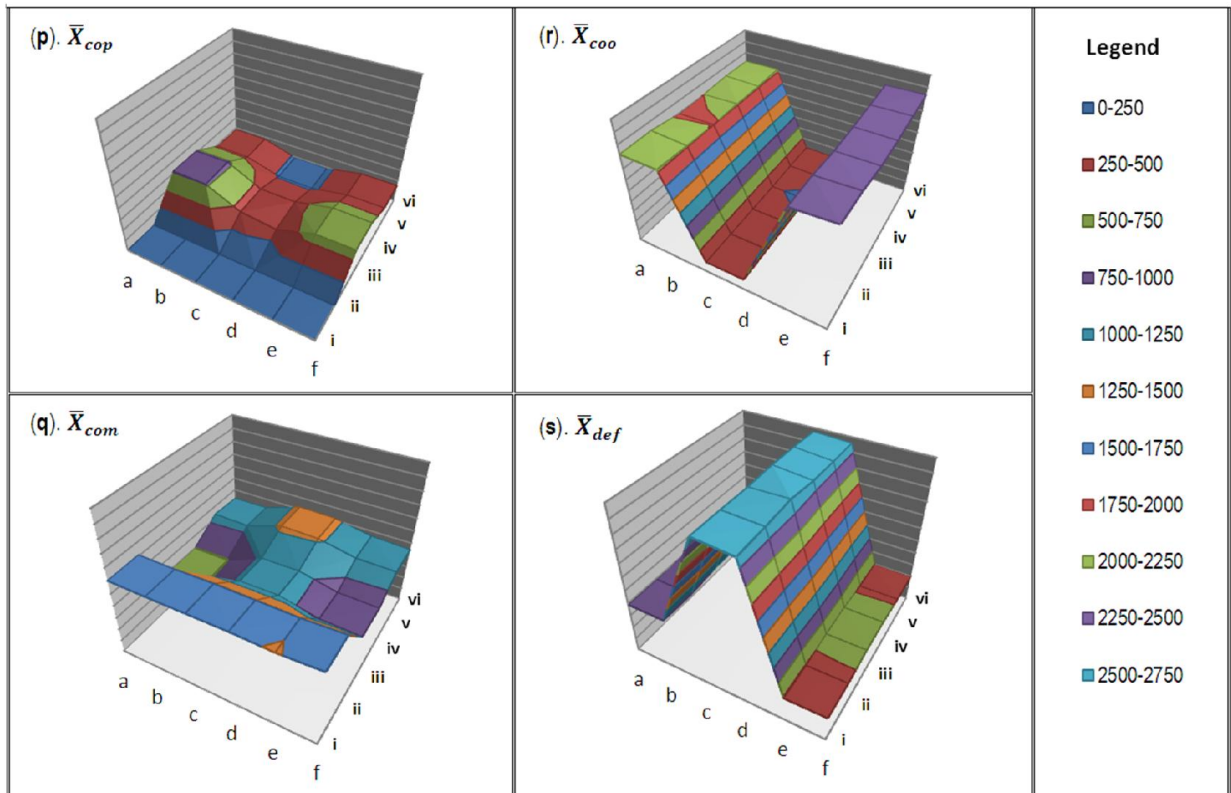 (p). X̅cop
a
b
c
d
e
f
i
ii
iii
iv
v
vi
(r). X̅coo
a
b
c
d
e
f
i
ii
iii
iv
v
vi
(q). X̅com
a
b
c
d
e
f
i
ii
iii
iv
v
vi
(s). X̅def
a
b
c
d
e
f
i
ii
iii
iv
v
vi
Legend
0-250
250-500
500-750
750-1000
1000-1250
1250-1500
1500-1750
1750-2000
2000-2250
2250-2500
2500-2750